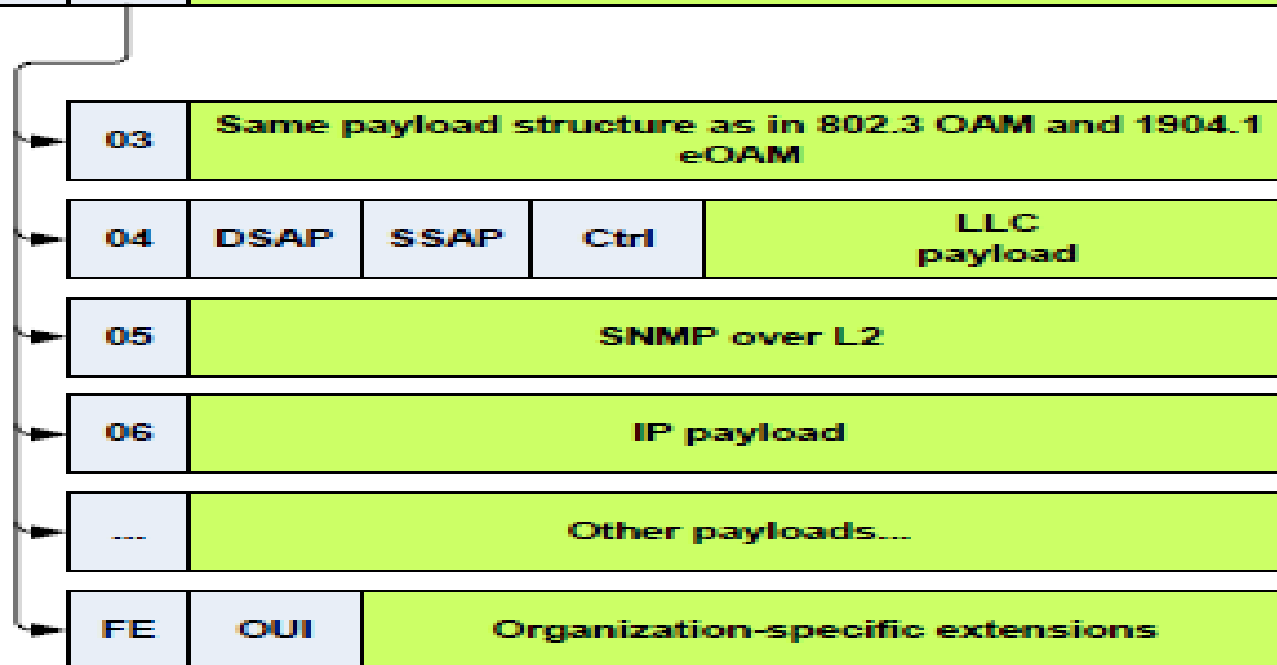 03 Same payload structure as in 802.3 OAM and 1904.1
eOAM
04 DSAP SSAP Ctrl LLC
payload
05 SNMP over L2
06 IP payload
... Other payloads...
FE OUI Organization-specific extensions